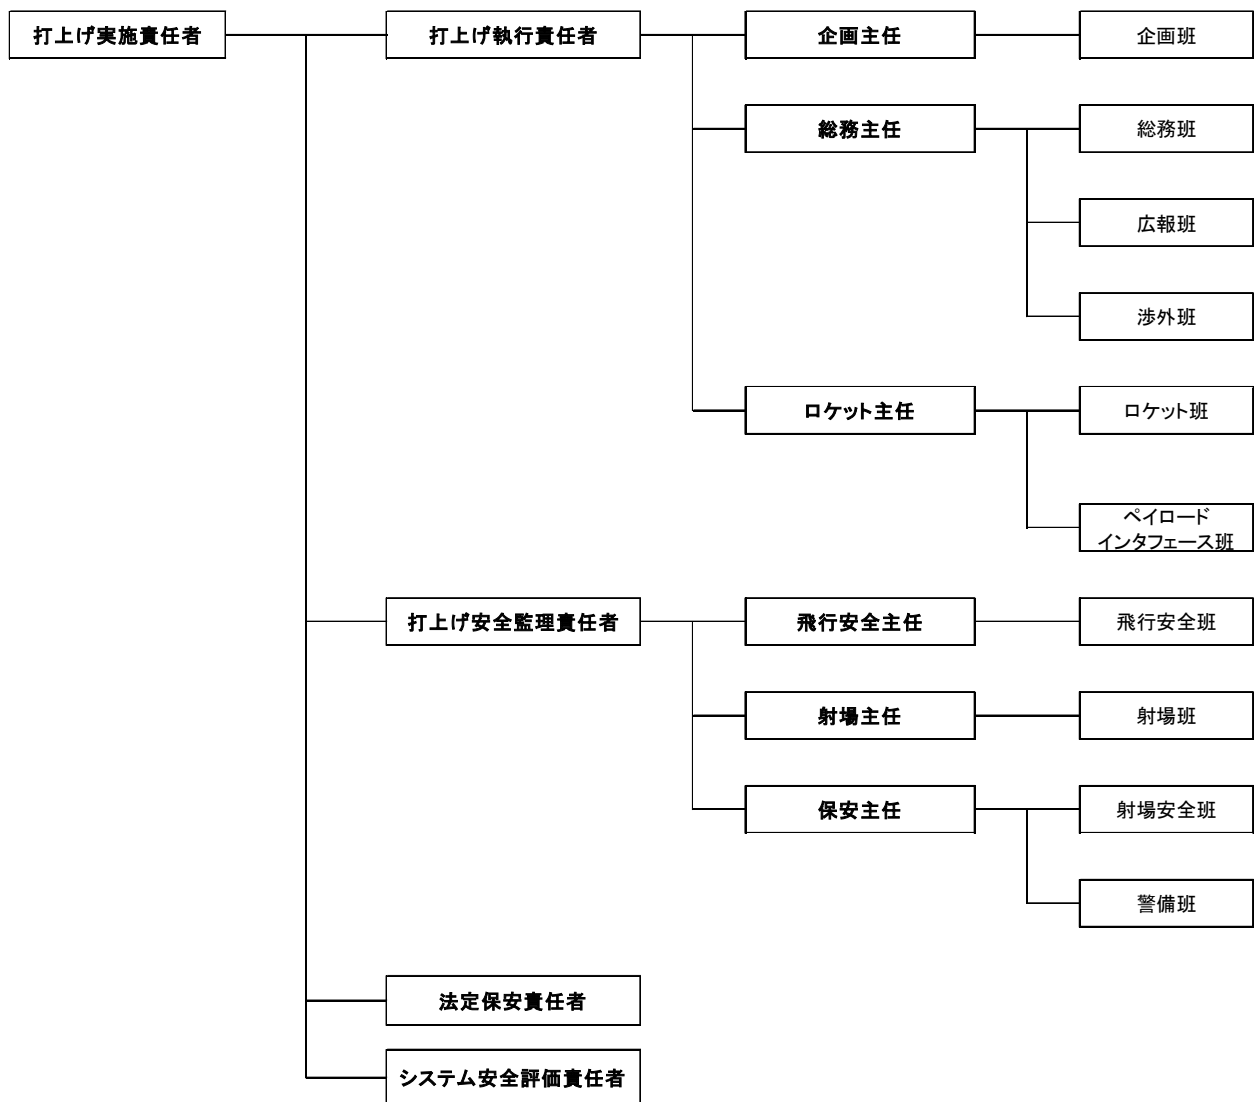 打上げ実施責任者
打上げ執行責任者
企画主任
企画班
総務主任
総務班
広報班
渉外班
ロケット主任
ロケット班
ペイロード
インタフェース班
打上げ安全監理責任者
飛行安全主任
飛行安全班
射場主任
射場班
保安主任
射場安全班
警備班
法定保安責任者
システム安全評価責任者